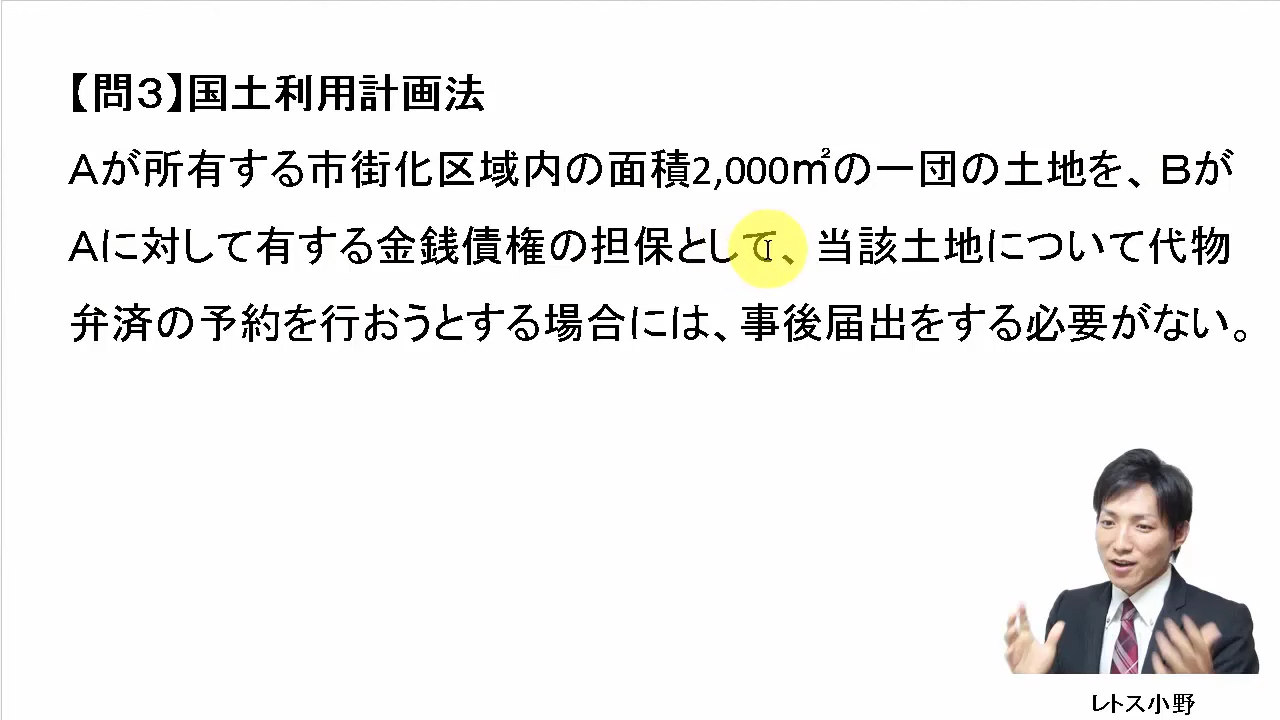 【問３】国土利用計画法
Ａが所有する市街化区域内の面積2,000㎡の一団の土地を、Ｂが
Ａに対して有する金銭債権の担保として、当該土地について代物
弁済の予約を行おうとする場合には、事後届出をする必要がない。
レトス小野